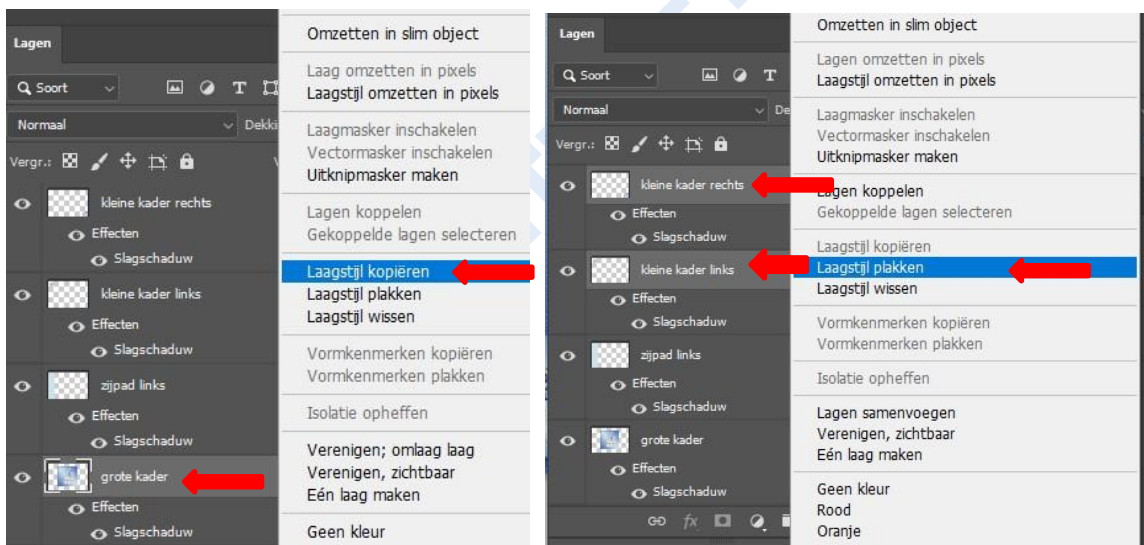 Lagen
Soort
Normaal
Dekki
Vergr.:
kleine kader rechts
Effecten
Slagschaduw
kleine kader links
Effecten
Slagschaduw
zijpad links
Effecten
Slagschaduw
grote kader
Effecten
Slagschaduw
Omzetten in slim object
Laag omzetten in pixels
Laagstijl omzetten in pixels
Laagmasker inschakelen
Vectormasker inschakelen
Uitknipmasker maken
Lagen koppelen
Gekoppelde lagen selecteren
Laagstijl kopiëren
Laagstijl plakken
Laagstijl wissen
Vormkenmerken kopiëren
Vormkenmerken plakken
Isolatie opheffen
Verenigen; omlaag laag
Verenigen, zichtbaar
Eén laag maken
Geen kleur
Lagen
Soort
Normaal
De
Vergr.:
kleine kader rechts
Effecten
Slagschaduw
kleine kader links
Effecten
Slagschaduw
zijpad links
Effecten
Slagschaduw
grote kader
Effecten
Slagschaduw
fx
Omzetten in slim object
Lagen omzetten in pixels
Laagstijl omzetten in pixels
Laagmasker inschakelen
Vectormasker inschakelen
Uitknipmasker maken
Lagen koppelen
Gekoppelde lagen selecteren
Laagstijl kopiëren
Laagstijl plakken
Laagstijl wissen
Vormkenmerken kopiëren
Vormkenmerken plakken
Isolatie opheffen
Lagen samenvoegen
Verenigen, zichtbaar
Eén laag maken
Geen kleur
Rood
Oranje